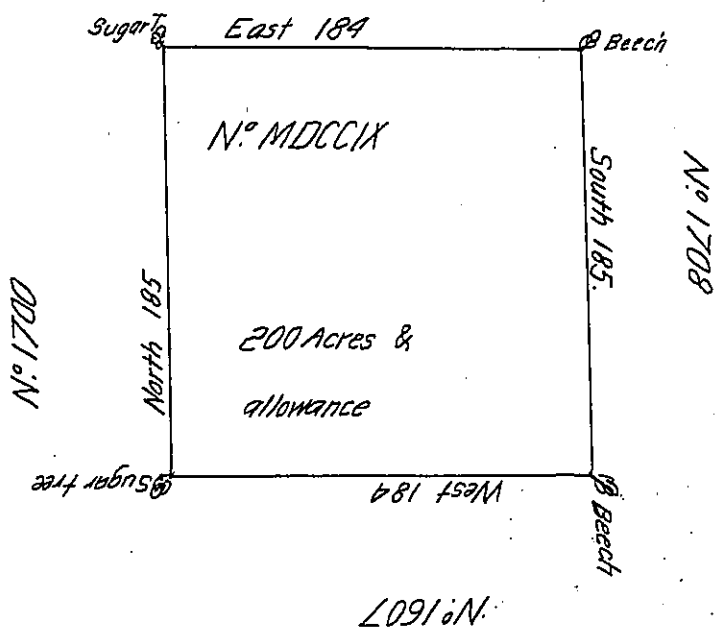 Sugar T
East 184
Beech
No. MDCCIX
South 185.
No. 1708
No. 1700
North 185
200 Acres &
allowance
Sugar tree
West 184
Beech
No. 1607